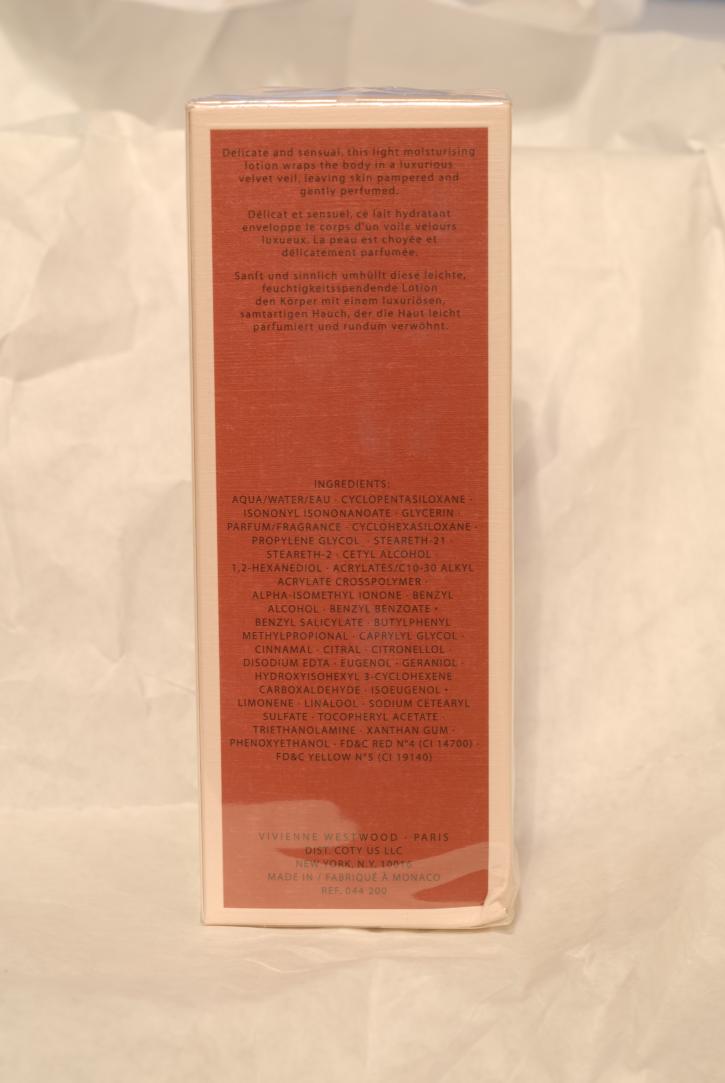 Delicate and sensual, this light moisturising
lotion wraps the body in a luxurious
velvet veil, leaving skin pampered and
gently perfumed.
Délicat et sensuel, ce lait hydratant
enveloppe le corps d'un voile velours
luxueux. La peau est choyée et
délicatement parfumée.
Sanft und sinnlich umhüllt diese leichte,
feuchtigkeitsspendende Lotion
den Körper mit einem luxuriösen,
samtartigen Hauch, der die Haut leicht
parfumiert und rundum verwöhnt.
INGREDIENTS:
AQUA/WATER/EAU · CYCLOPENTASILOXANE ·
ISONONYL ISONONANOATE · GLYCERIN ·
PARFUM/FRAGRANCE · CYCLOHEXASILOXANE ·
PROPYLENE GLYCOL · STEARETH-21 ·
STEARETH-2 · CETYL ALCOHOL ·
1,2-HEXANEDIOL · ACRYLATES/C10-30 ALKYL
ACRYLATE CROSSPOLYMER ·
ALPHA-ISOMETHYL IONONE · BENZYL
ALCOHOL · BENZYL BENZOATE ·
BENZYL SALICYLATE · BUTYLPHENYL
METHYLPROPIONAL · CAPRYLYL GLYCOL ·
CINNAMAL · CITRAL · CITRONELLOL ·
DISODIUM EDTA · EUGENOL · GERANIOL ·
HYDROXYISOHEXYL 3-CYCLOHEXENE
CARBOXALDEHYDE · ISOEUGENOL ·
LIMONENE · LINALOOL · SODIUM CETEARYL
SULFATE · TOCOPHERYL ACETATE ·
TRIETHANOLAMINE · XANTHAN GUM ·
PHENOXYETHANOL · FD&C RED N°4 (CI 14700) ·
FD&C YELLOW N°5 (CI 19140)
VIVIENNE WESTWOOD · PARIS
DIST. COTY US LLC
NEW YORK, N.Y. 10016
MADE IN / FABRIQUÉ À MONACO
REF. 044 200